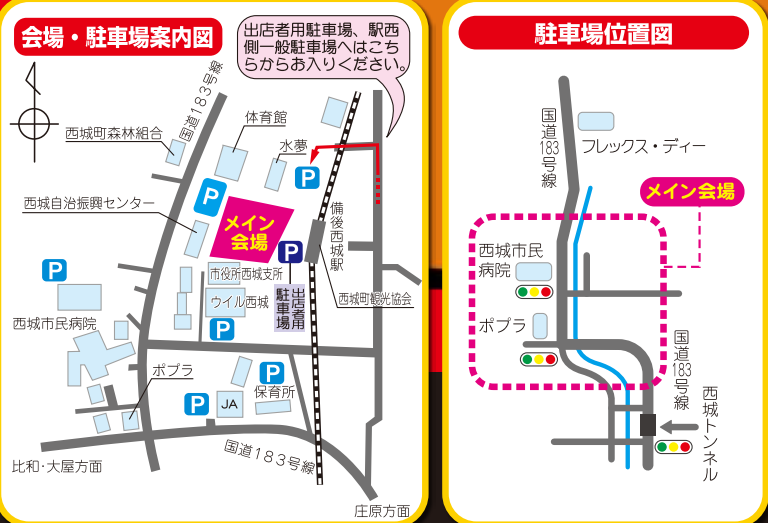 会場・駐車場案内図
出店者用駐車場、駅西
側一般駐車場へはこち
らからお入りください。
国道183号線
体育館
西城町森林組合
水夢
P
P
西城自治振興センター
メイン
会場
備後西城駅
P
P
市役所西城支所
西城町観光協会
出店者用
駐車場
ウイル西城
西城市民病院
P
ポプラ
P
保育所
P
JA
国道183号線
比和・大屋方面
庄原方面
駐車場位置図
国道183号線
フレックス・ディー
メイン会場
西城市民
病院
ポプラ
国道183号線
西城トンネル